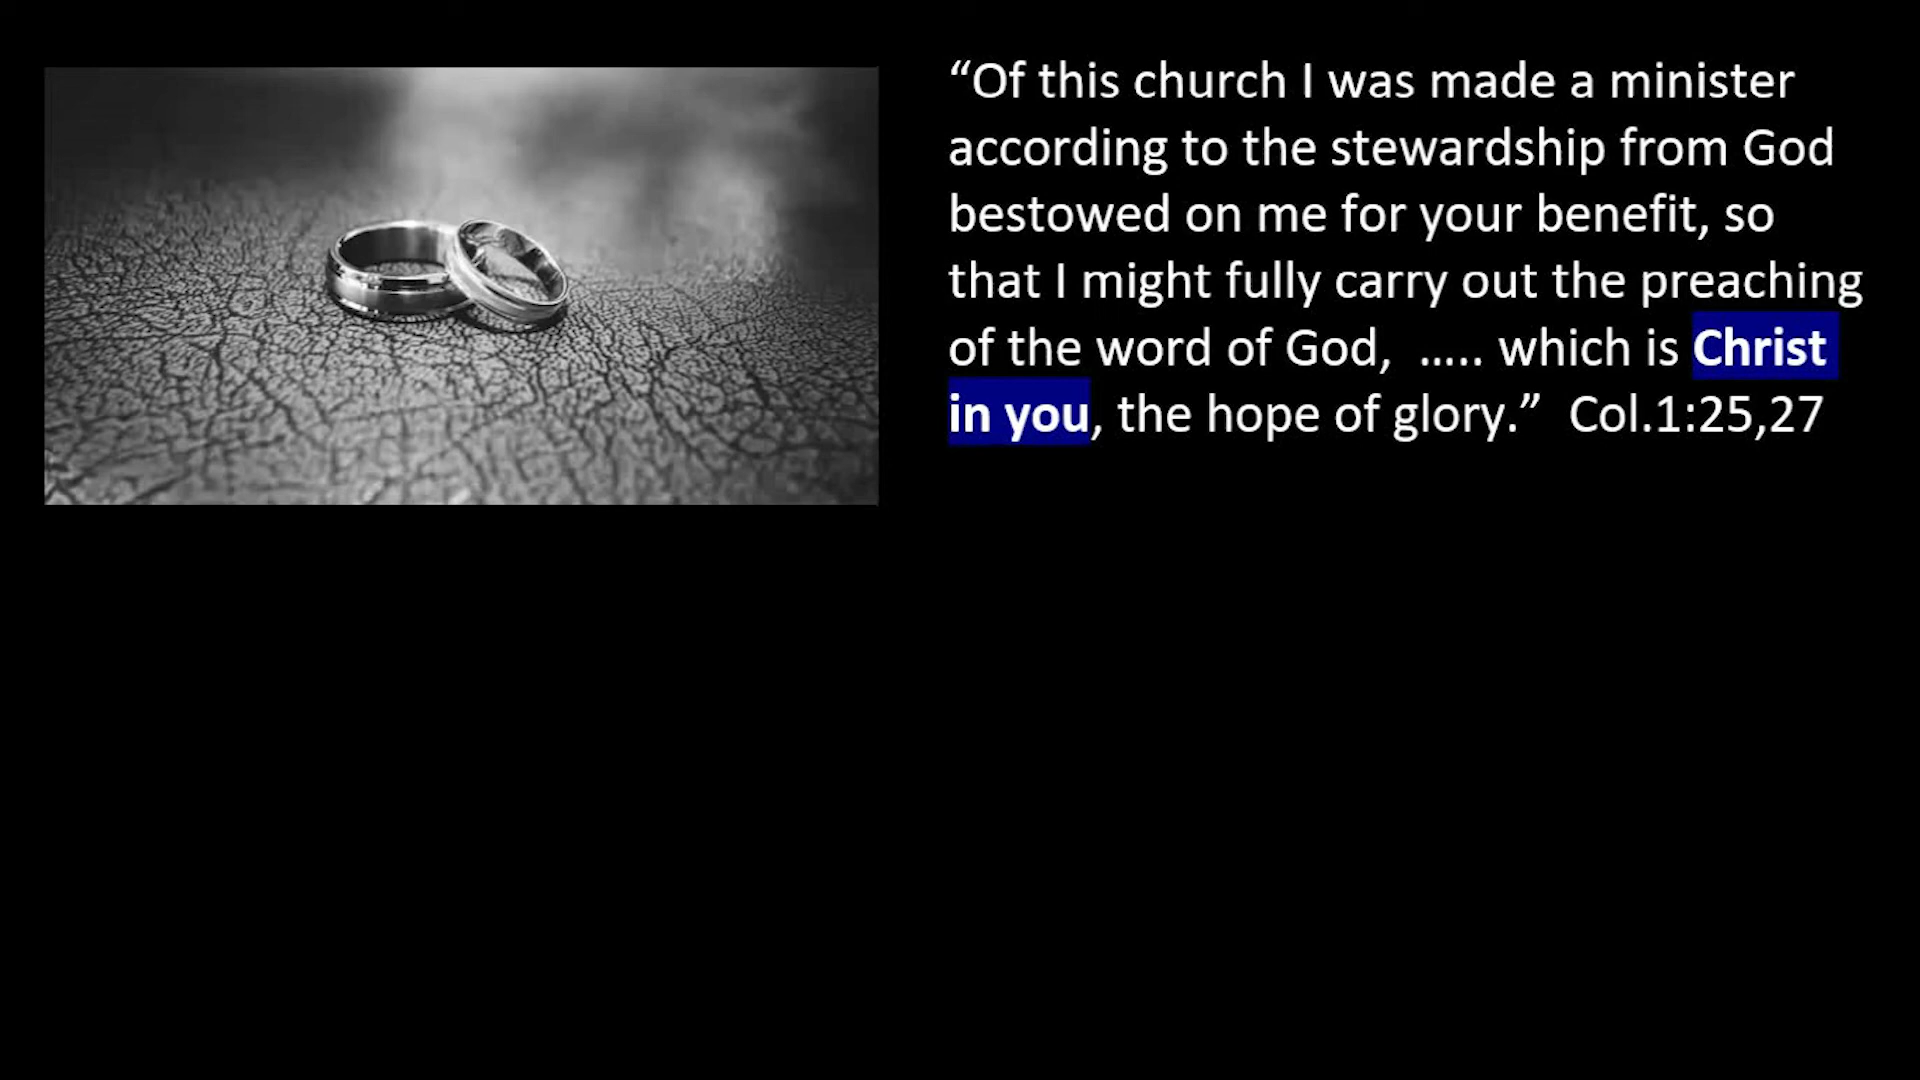 “Of this church I was made a minister
according to the stewardship from God
bestowed on me for your benefit, so
that I might fully carry out the preaching
of the word of God,  ..... which is Christ
in you, the hope of glory.”  Col.1:25,27